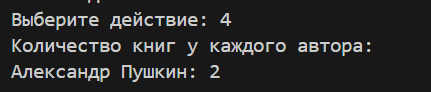 Выберите действие: 4
Количество книг у каждого автора:
Александр Пушкин: 2